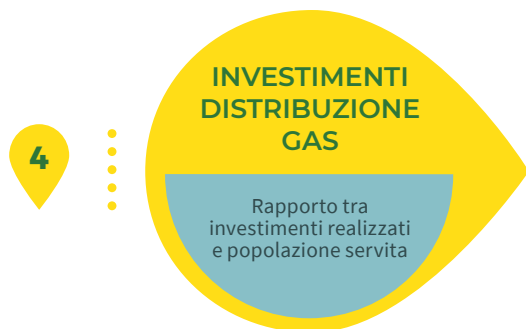 4
INVESTIMENTI
DISTRIBUZIONE
GAS
Rapporto tra
investimenti realizzati
e popolazione servita